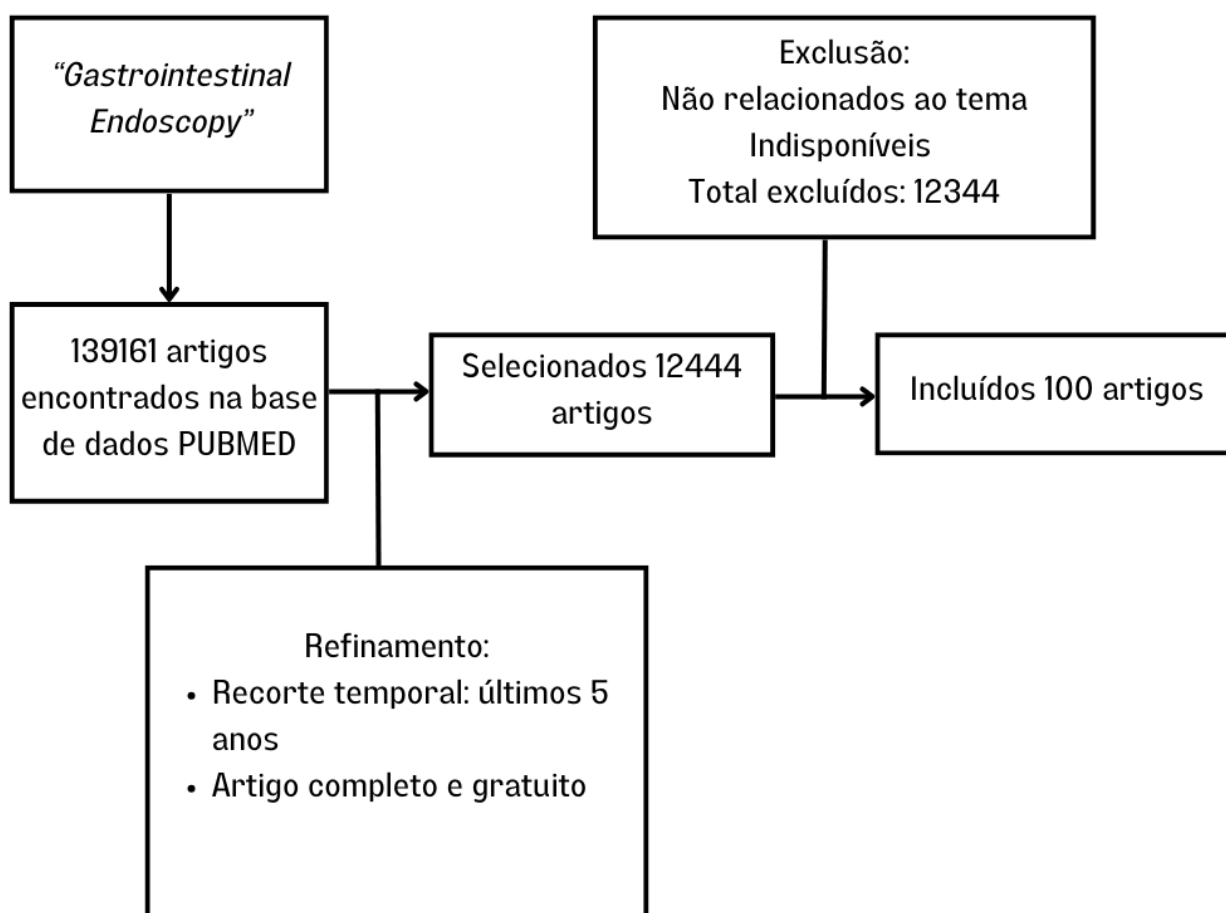 “Gastrointestinal
Endoscopy”
Exclusão:
Não relacionados ao tema
Indisponíveis
Total excluídos: 12344
139161 artigos
encontrados na base
de dados PUBMED
Selecionados 12444
artigos
Incluídos 100 artigos
Refinamento:
• Recorte temporal: últimos 5
anos
• Artigo completo e gratuito